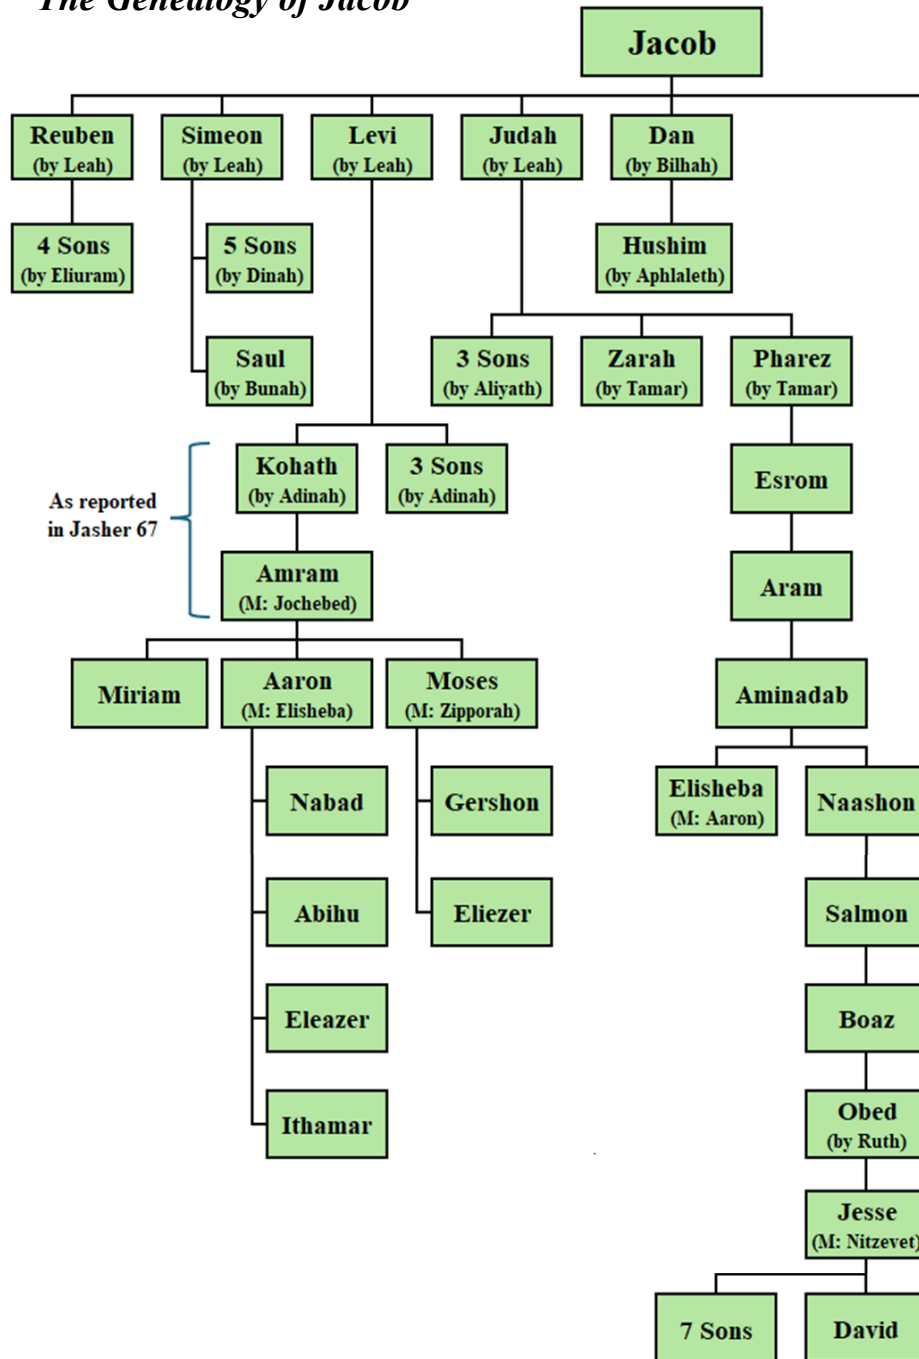 The Genealogy of Jacob
Jacob
Reuben
(by Leah)
Simeon
(by Leah)
Levi
(by Leah)
Judah
(by Leah)
Dan
(by Bilhah)
4 Sons
(by Eliuram)
5 Sons
(by Dinah)
Hushim
(by Aphlaleth)
Saul
(by Bunah)
3 Sons
(by Aliyath)
Zarah
(by Tamar)
Pharez
(by Tamar)
As reported
in Jasher 67
Kohath
(by Adinah)
3 Sons
(by Adinah)
Esrom
Amram
(M: Jochebed)
Aram
Miriam
Aaron
(M: Elisheba)
Moses
(M: Zipporah)
Aminadab
Nabad
Gershon
Elisheba
(M: Aaron)
Naashon
Abihu
Eliezer
Salmon
Eleazer
Boaz
Ithamar
Obed
(by Ruth)
Jesse
(M: Nitzevet)
7 Sons
David